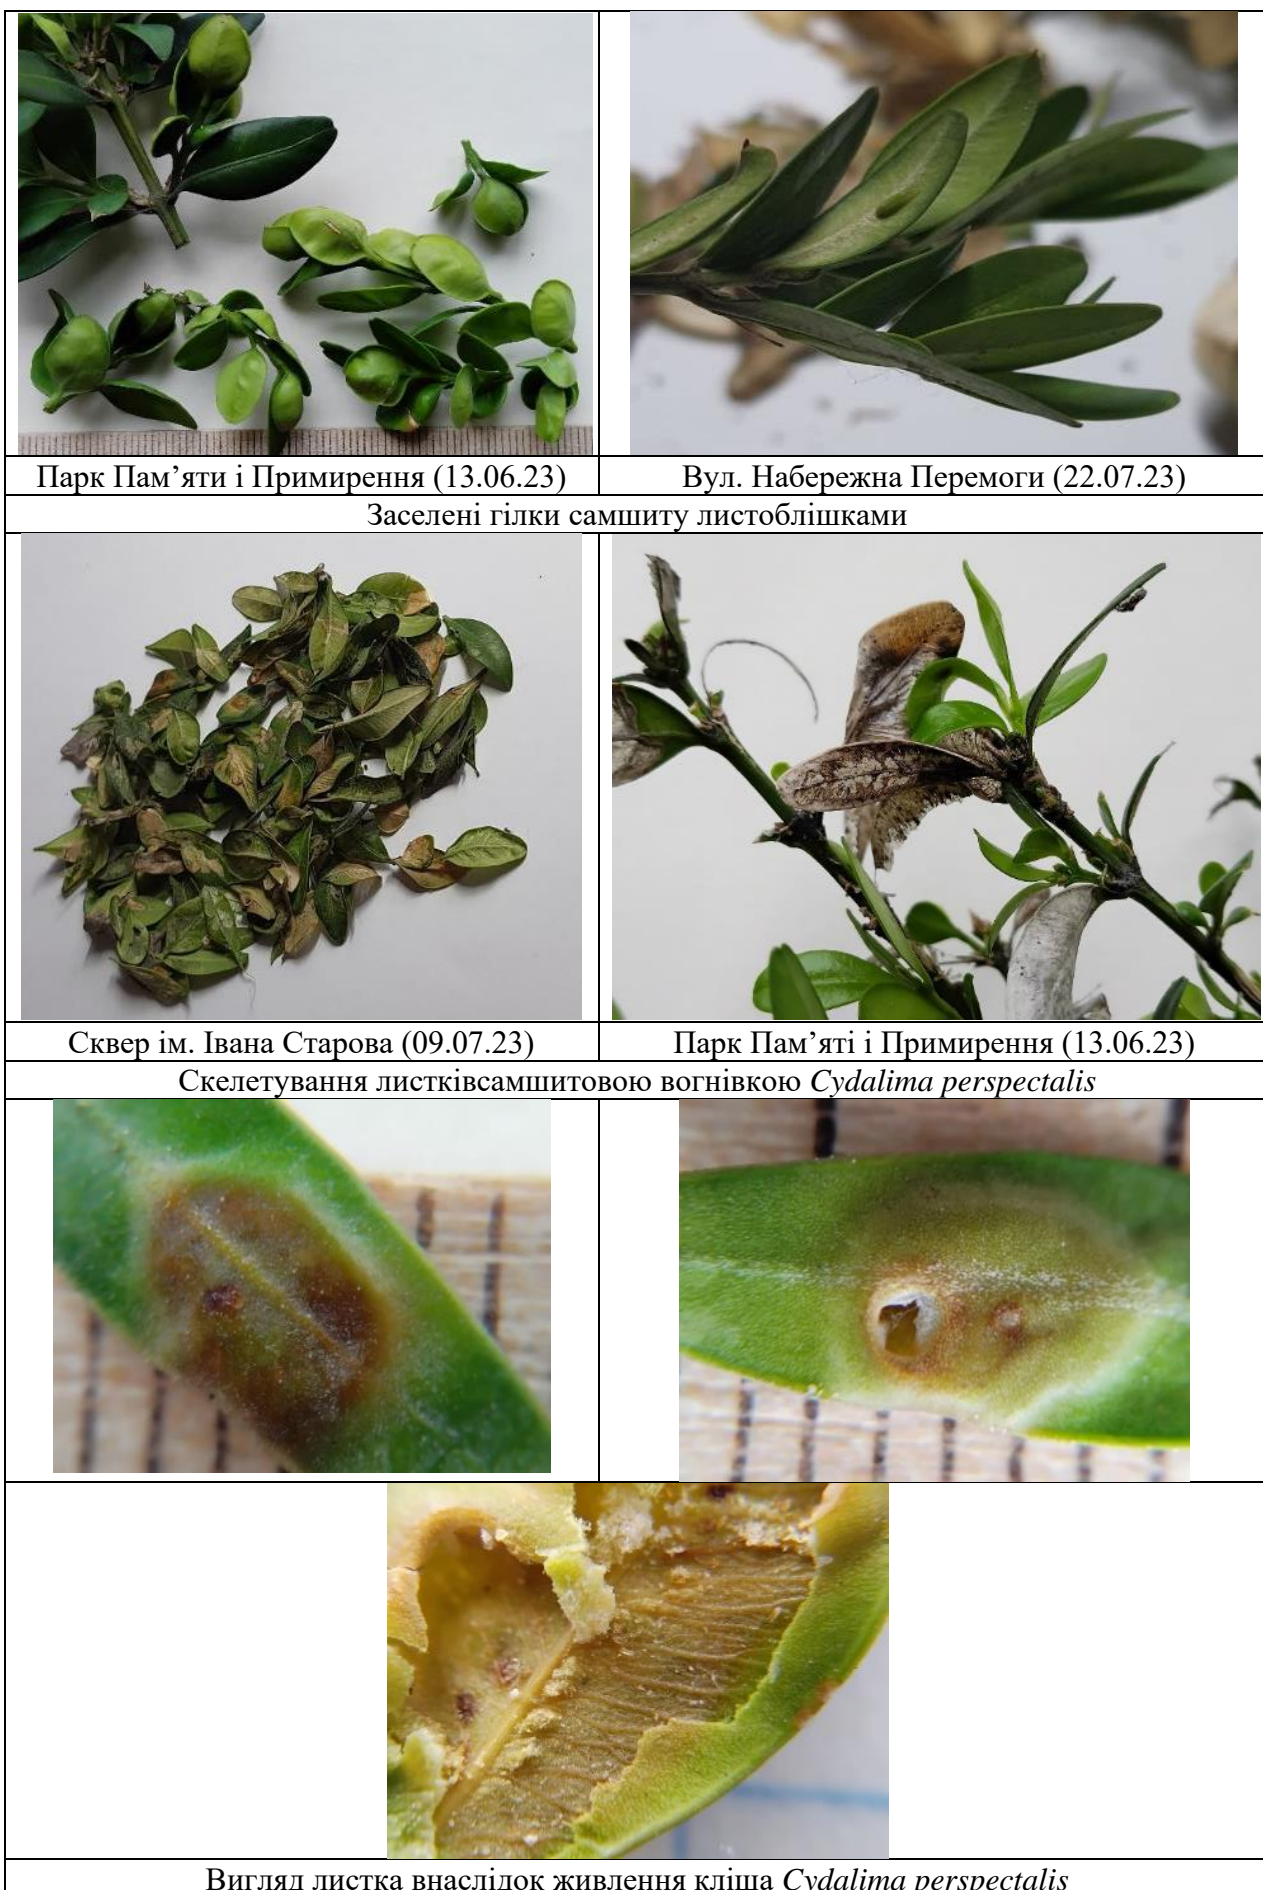 Парк Пам’яти і Примирення (13.06.23)
Вул. Набережна Перемоги (22.07.23)
Заселені гілки самшиту листоблішками
Сквер ім. Івана Старова (09.07.23)
Парк Пам’яті і Примирення (13.06.23)
Скелетування листківсамшитовою вогнівкою Cydalima perspectalis
Вигляд листка внаслідок живлення кліша Cydalima perspectalis